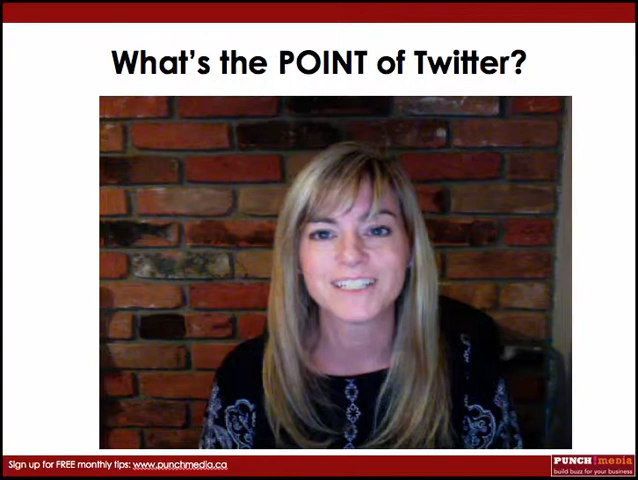 What's the POINT of Twitter?
Sign up for FREE monthly tips: www.punchmedia.ca
PUNCH!media
build buzz for your business